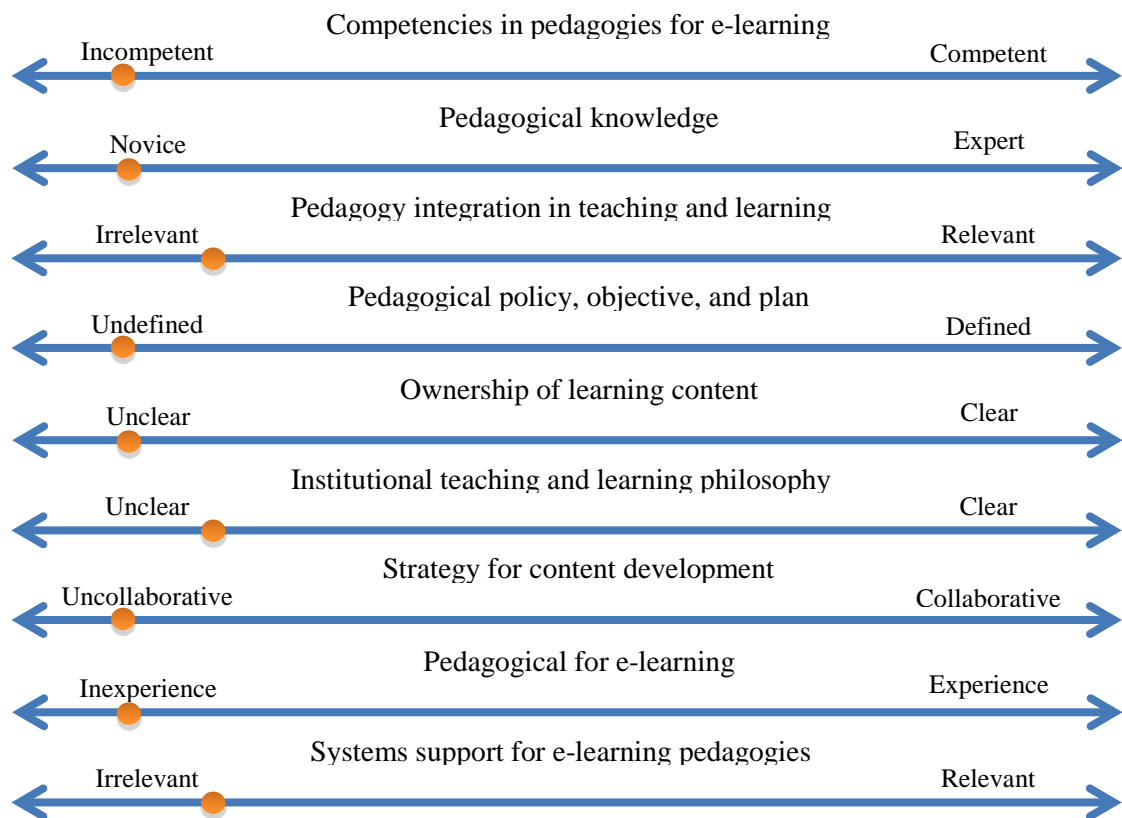 Competencies in pedagogies for e-learning
Incompetent Competent
Pedagogical knowledge
Novice Expert
Pedagogy integration in teaching and learning
Irrelevant Relevant
Pedagogical policy, objective, and plan
Undefined Defined
Ownership of learning content
Unclear Clear
Institutional teaching and learning philosophy
Unclear Clear
Strategy for content development
Uncollaborative Collaborative
Pedagogical for e-learning
Inexperience Experience
Systems support for e-learning pedagogies
Irrelevant Relevant